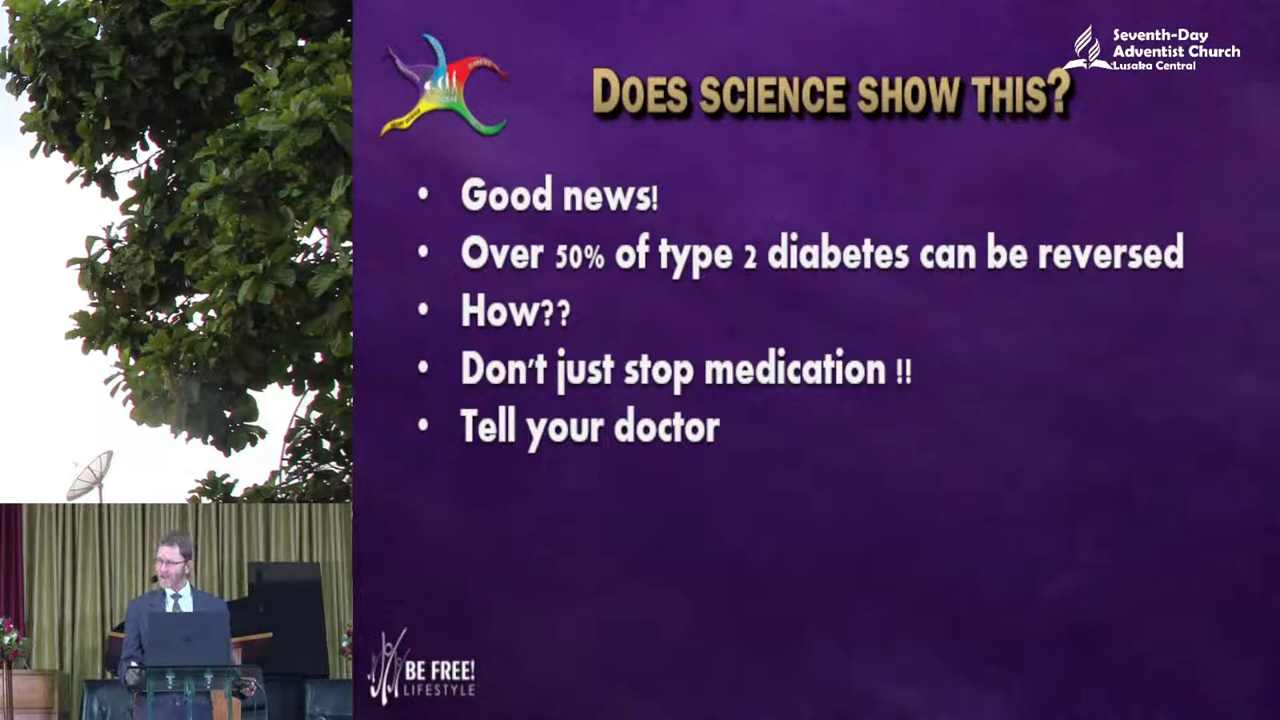 Seventh-Day
Adventist Church
Lusaka Central
DIABETES
DOES SCIENCE SHOW THIS?
• Good news!
• Over 50% of type 2 diabetes can be reversed
• How??
• Don't just stop medication !!
• Tell your doctor
BE FREE!
LIFESTYLE